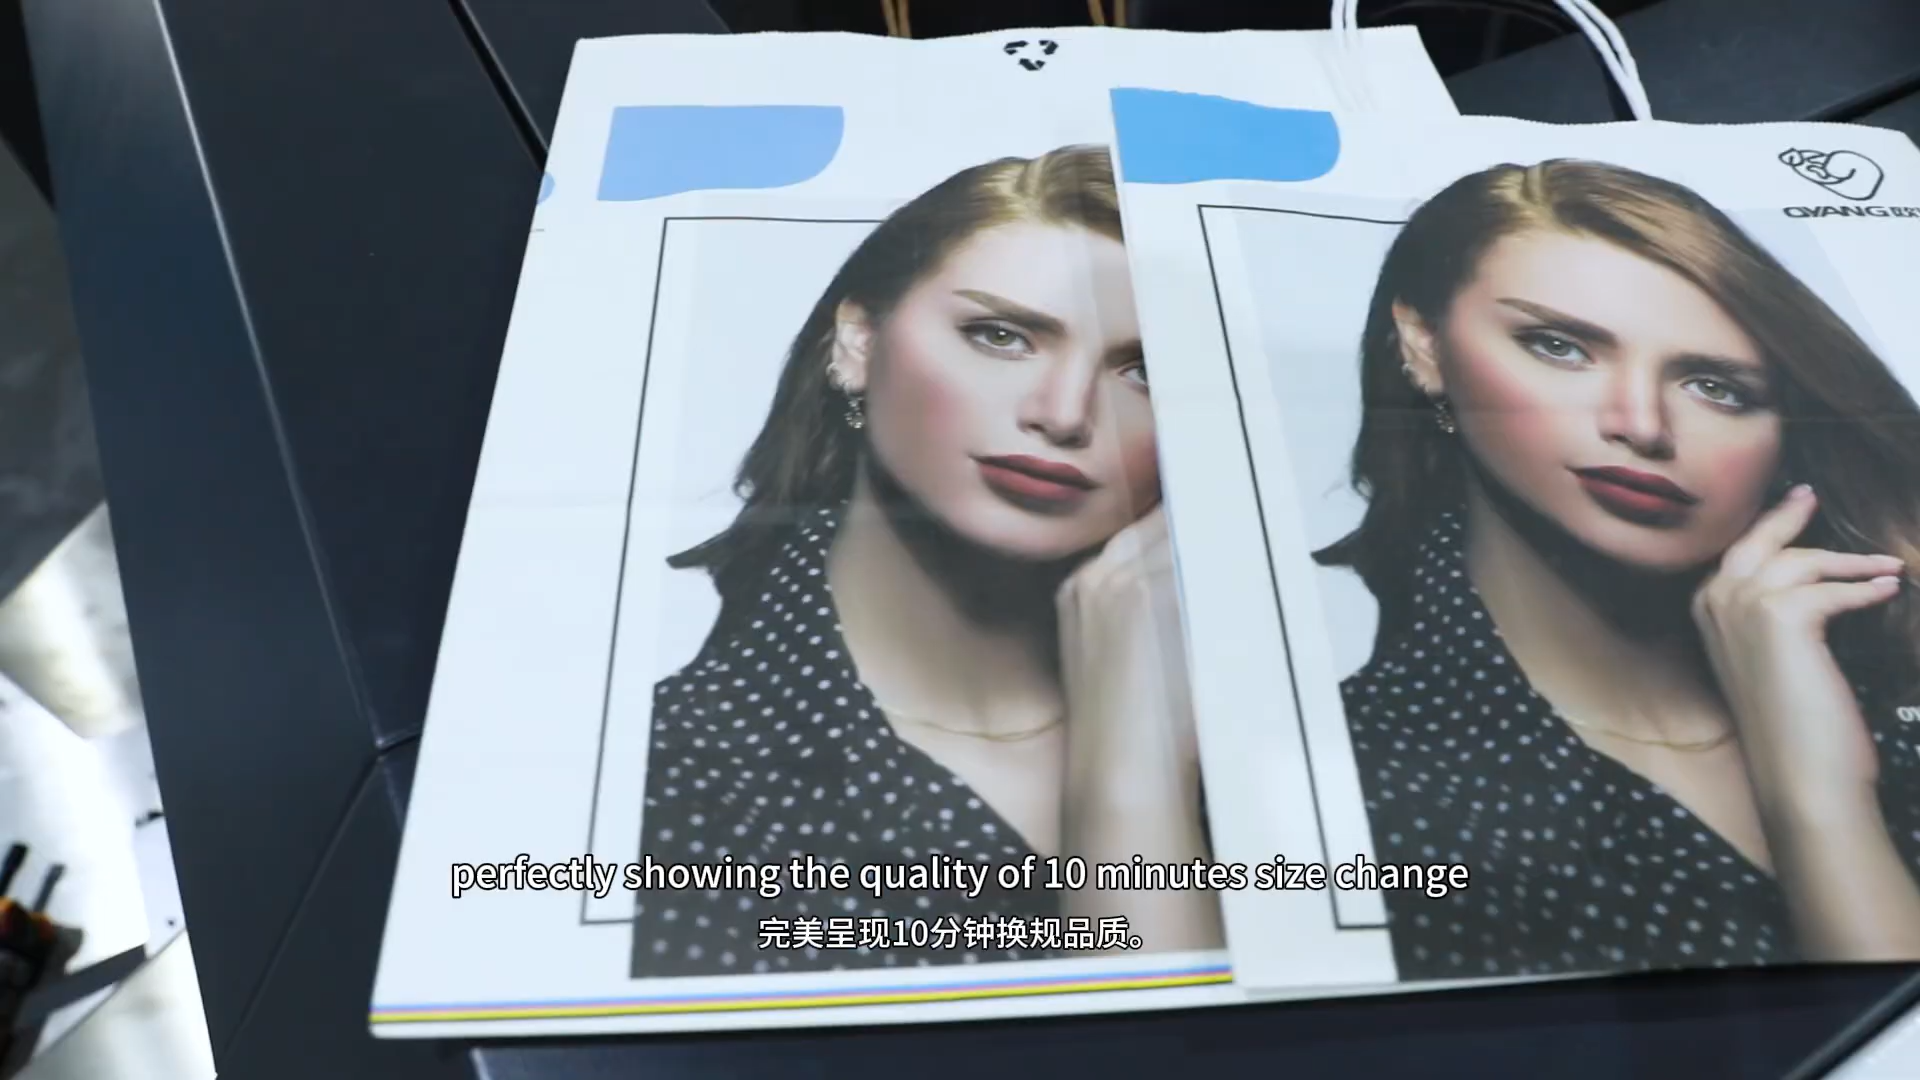 OYANG
perfectly showing the quality of 10 minutes size change
完美呈现10分钟换规品质。